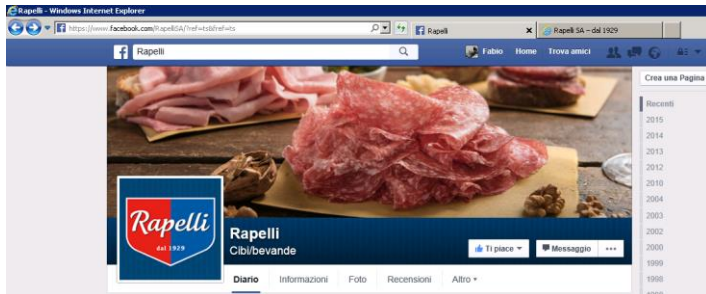 Rapelli - Windows Internet Explorer
https://www.facebook.com/RapelliSA/?ref=ts&fref=ts
Rapelli
Rapelli SA – dal 1929
Rapelli
Fabio
Home
Trova amici
Crea una Pagina
Recenti
2015
2014
2013
2012
2010
2004
2003
2002
2000
1999
1998
Rapelli
dal 1929
Rapelli
Cibi/bevande
Ti piace
Messaggio
Diario
Informazioni
Foto
Recensioni
Altro